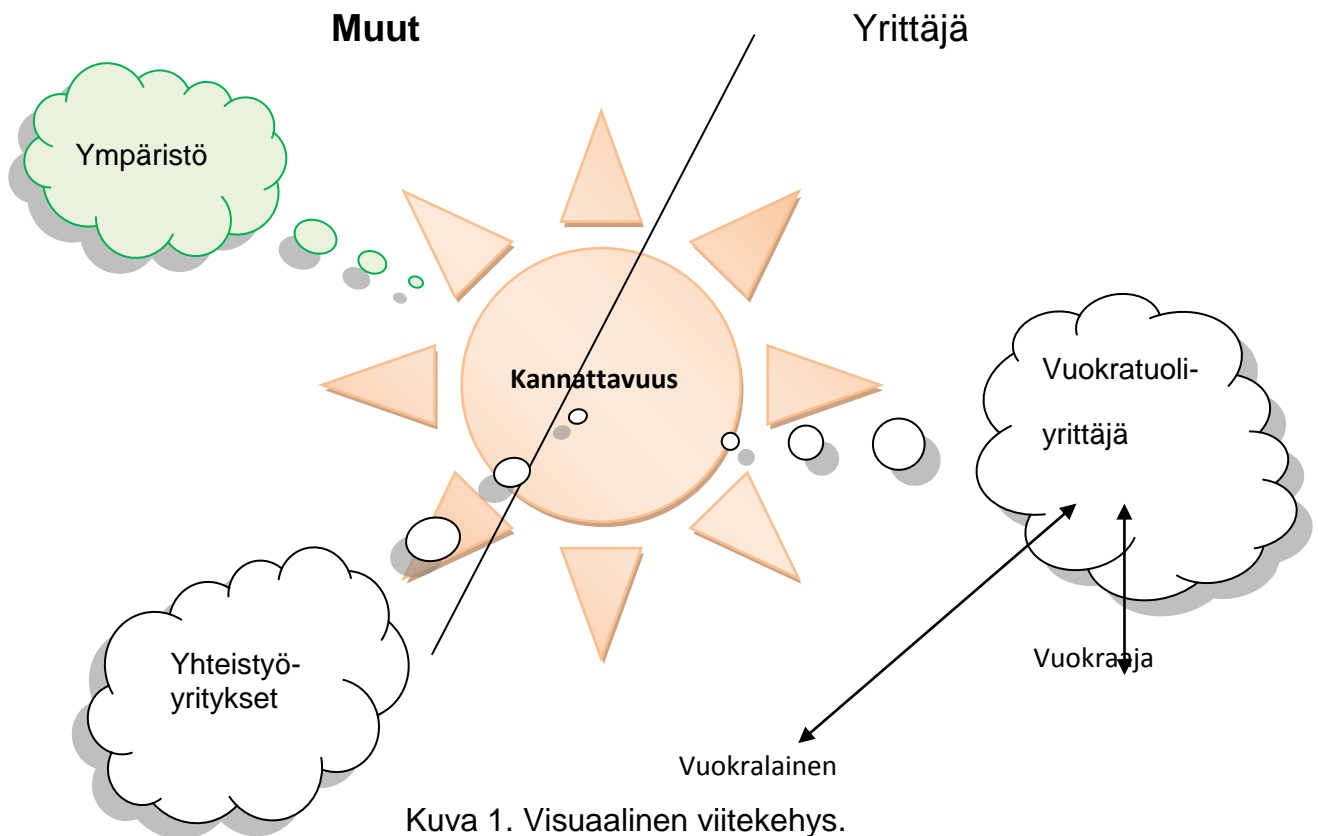 Muut Yrittäjä
Ympäristö
Kannattavuus
Vuokratuoli-
yrittäjä
Yhteistyö-
yritykset
Vuokraaja
Vuokralainen
Kuva 1. Visuaalinen viitekehys.